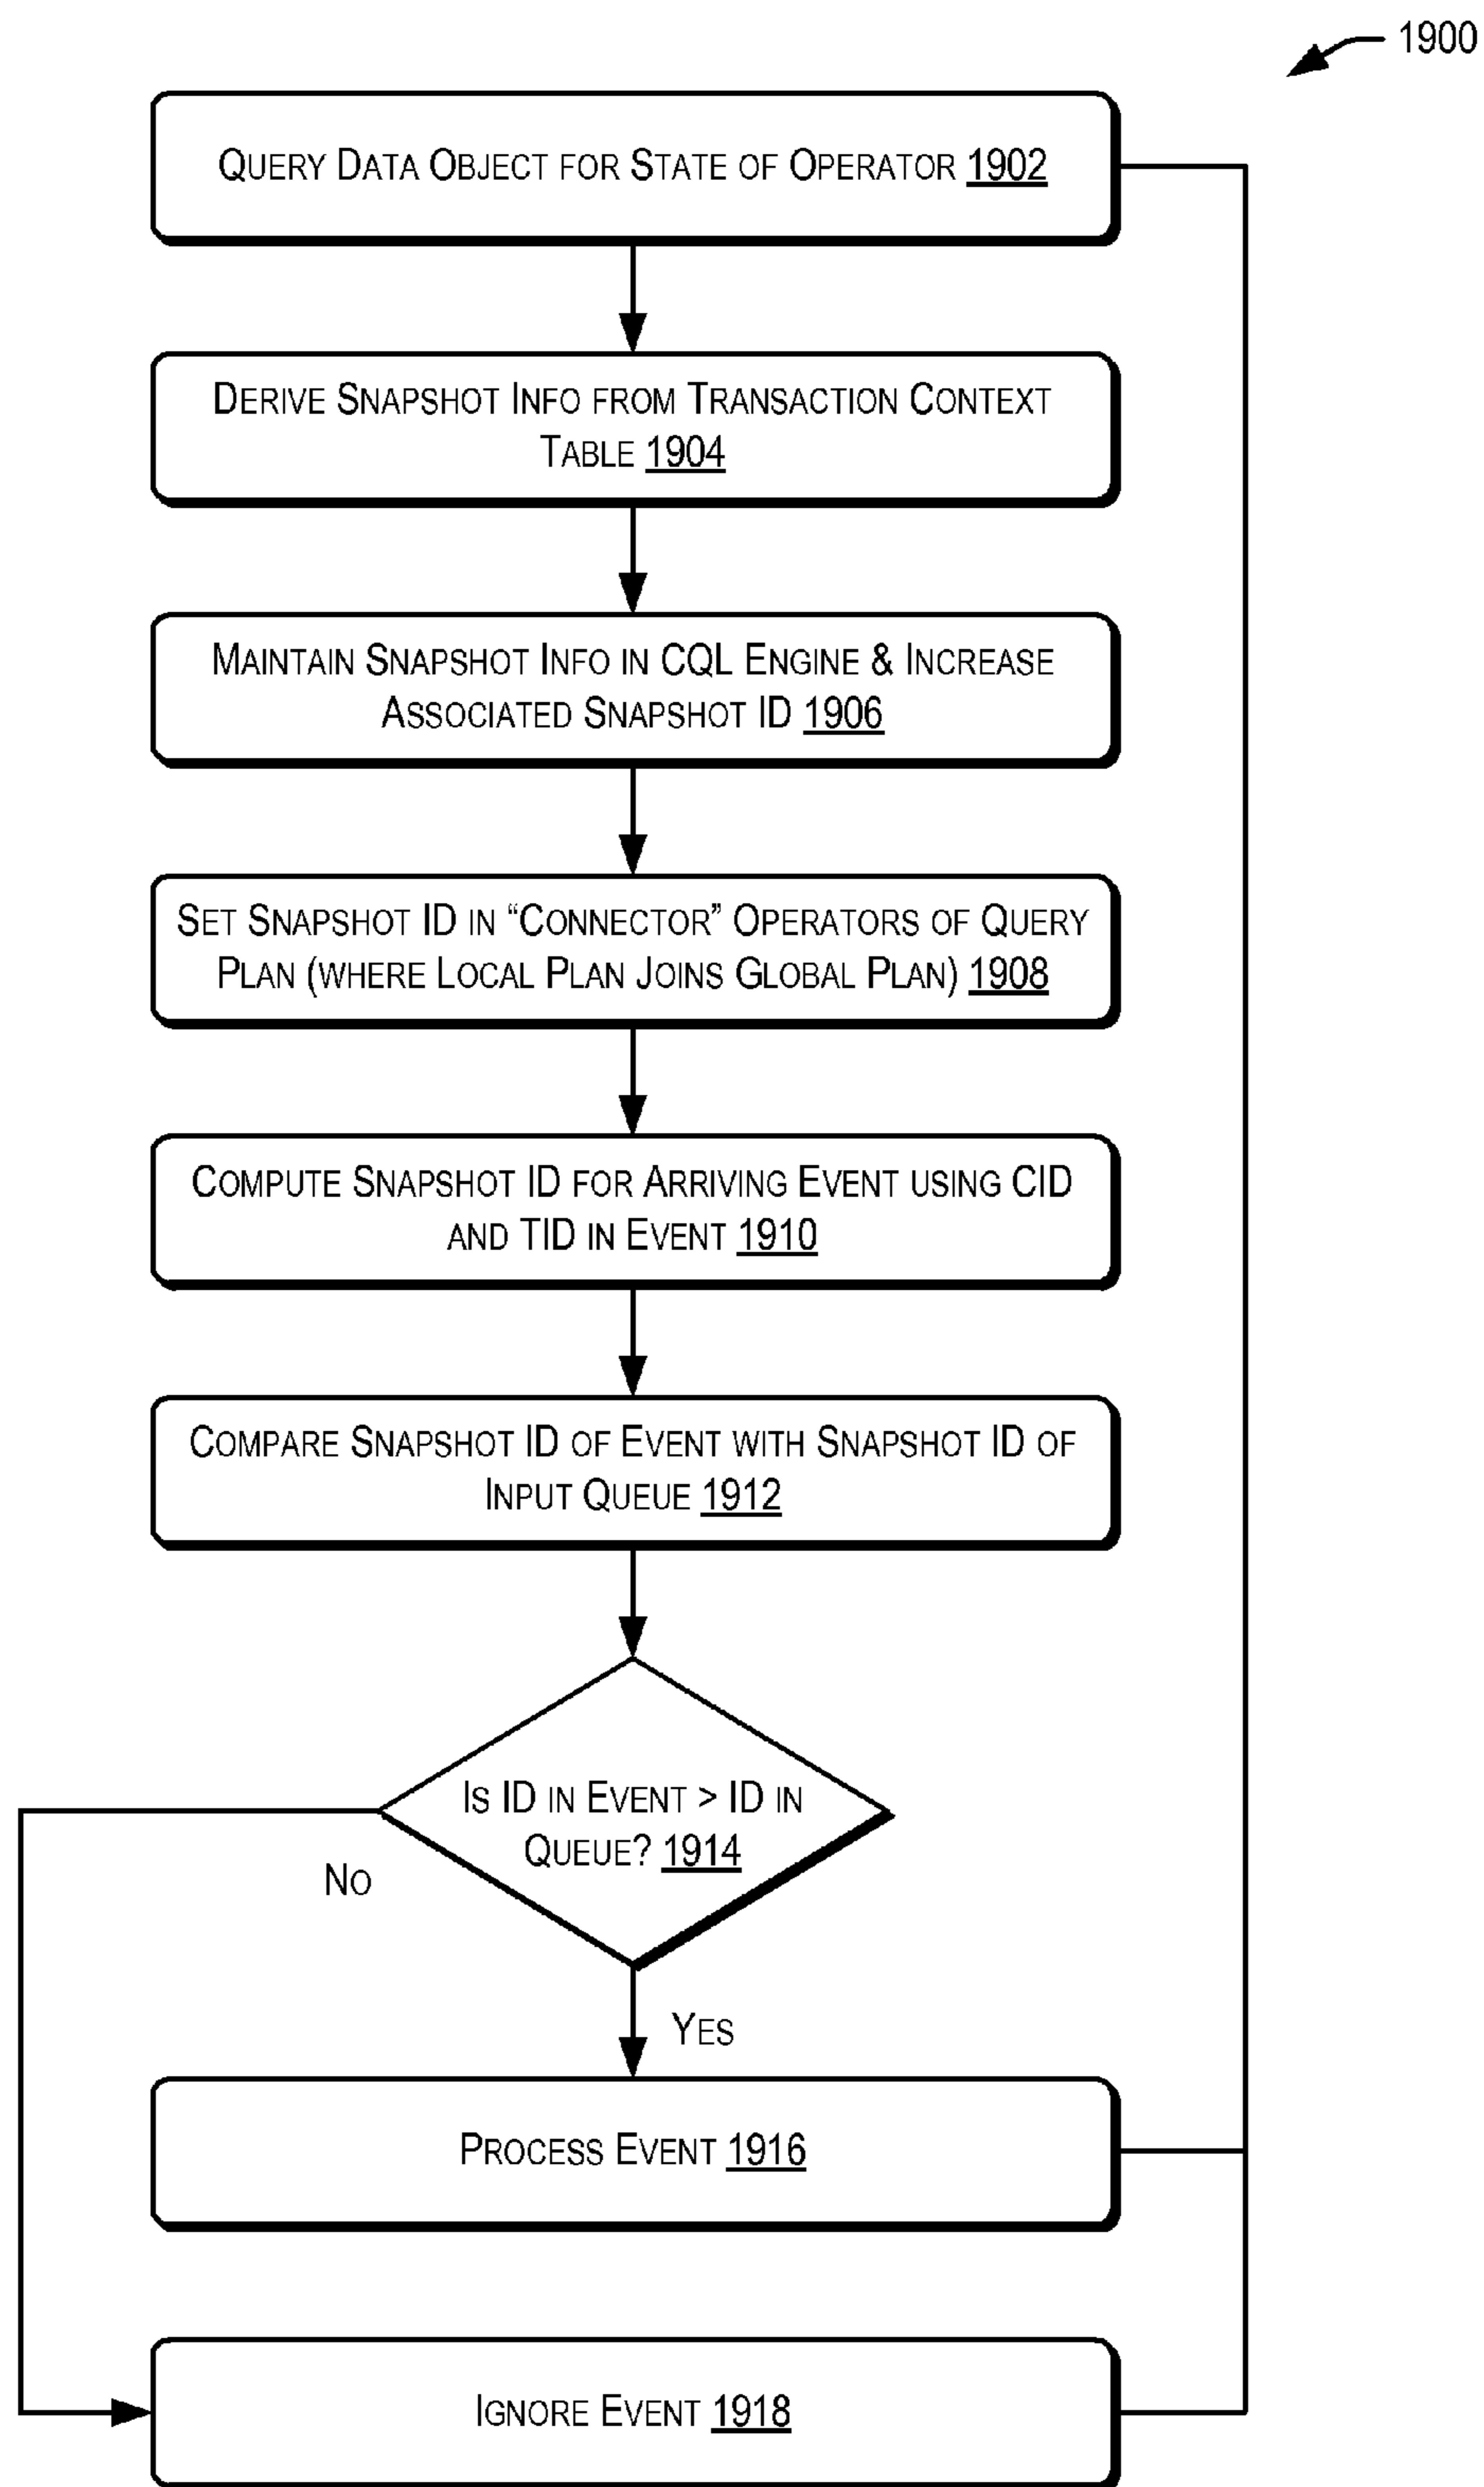 1900
Query Data Object for State of Operator 1902
Derive Snapshot Info from Transaction Context
Table 1904
Maintain Snapshot Info in CQL Engine & Increase
Associated Snapshot ID 1906
Set Snapshot ID in “Connector” Operators of Query
Plan (where Local Plan Joins Global Plan) 1908
Compute Snapshot ID for Arriving Event using CID
and TID in Event 1910
Compare Snapshot ID of Event with Snapshot ID of
Input Queue 1912
Is ID in Event > ID in
Queue? 1914
No
Yes
Process Event 1916
Ignore Event 1918